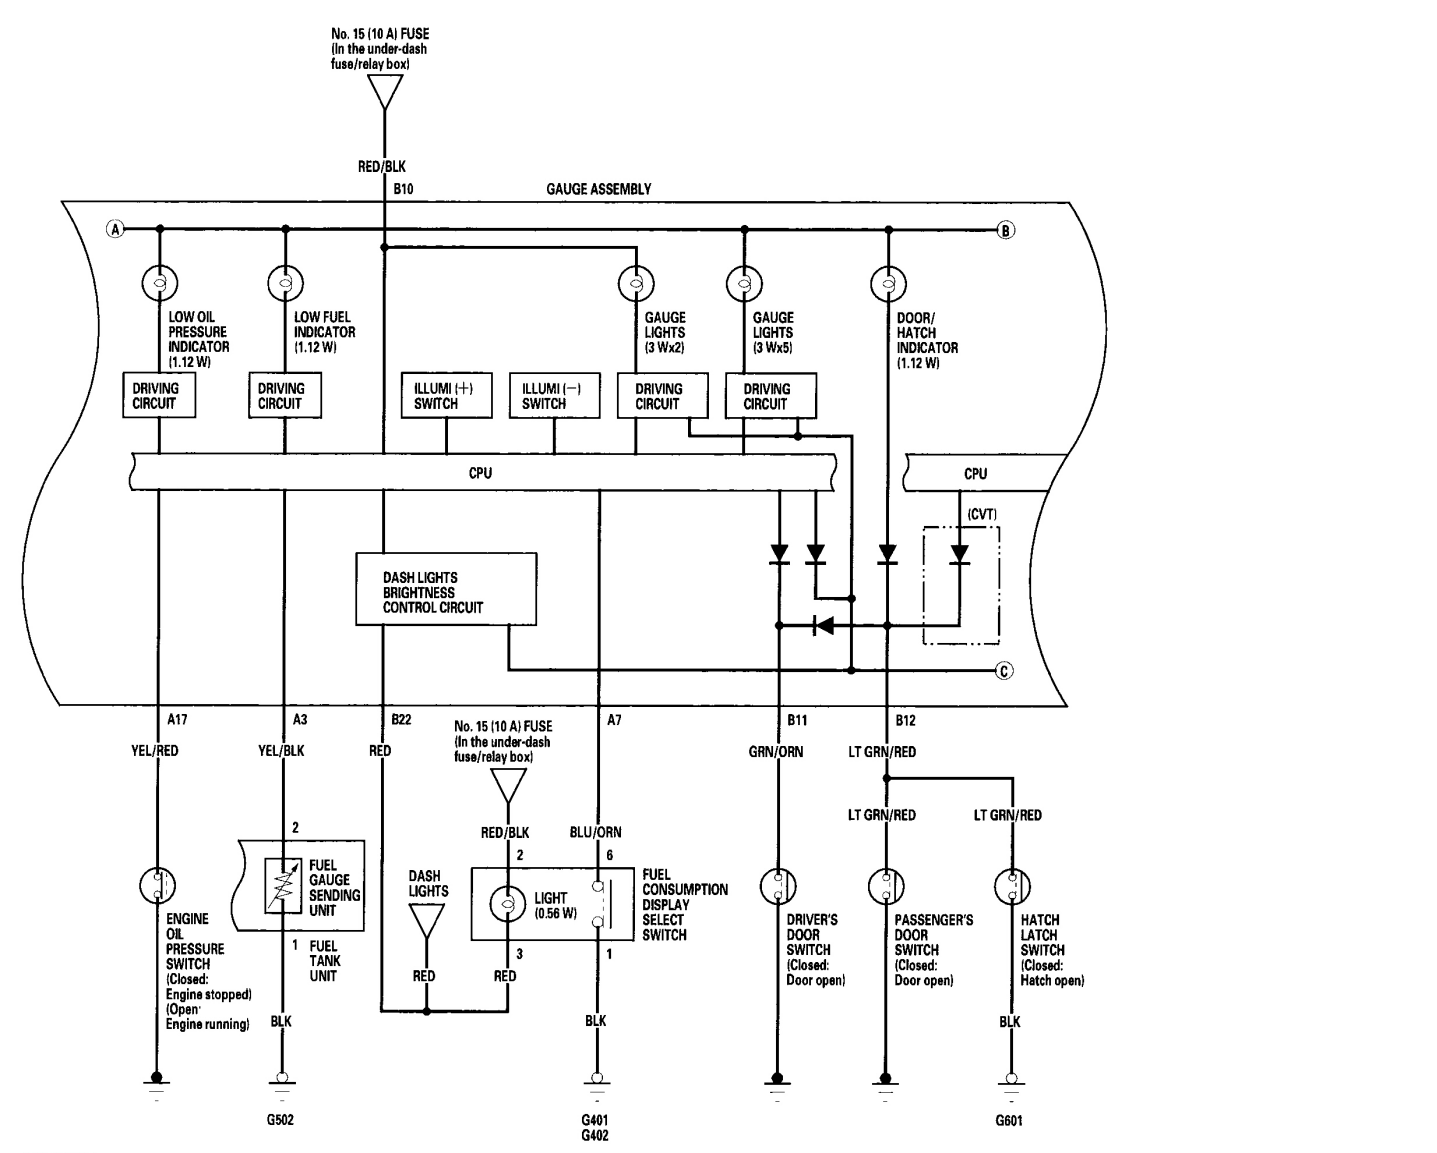 No. 15 (10 A) FUSE
(In the under-dash
fuse/relay box)
RED/BLK
B10
GAUGE ASSEMBLY
A
B
LOW OIL
PRESSURE
INDICATOR
(1.12 W)
LOW FUEL
INDICATOR
(1.12 W)
GAUGE
LIGHTS
(3 Wx2)
GAUGE
LIGHTS
(3 Wx5)
DOOR/
HATCH
INDICATOR
(1.12 W)
DRIVING
CIRCUIT
DRIVING
CIRCUIT
ILLUMI (+)
SWITCH
ILLUMI (−)
SWITCH
DRIVING
CIRCUIT
DRIVING
CIRCUIT
CPU
CPU
(CVT)
DASH LIGHTS
BRIGHTNESS
CONTROL CIRCUIT
C
A17
A3
B22
A7
B11
B12
YEL/RED
YEL/BLK
RED
No. 15 (10 A) FUSE
(In the under-dash
fuse/relay box)
GRN/ORN
LT GRN/RED
RED/BLK
BLU/ORN
LT GRN/RED
LT GRN/RED
2
2
6
FUEL
GAUGE
SENDING
UNIT
DASH
LIGHTS
LIGHT
(0.56 W)
FUEL
CONSUMPTION
DISPLAY
SELECT
SWITCH
ENGINE
OIL
PRESSURE
SWITCH
(Closed:
Engine stopped)
(Open:
Engine running)
1
FUEL
TANK
UNIT
3
1
RED
RED
DRIVER'S
DOOR
SWITCH
(Closed:
Door open)
PASSENGER'S
DOOR
SWITCH
(Closed:
Door open)
HATCH
LATCH
SWITCH
(Closed:
Hatch open)
BLK
BLK
BLK
G502
G401
G402
G601